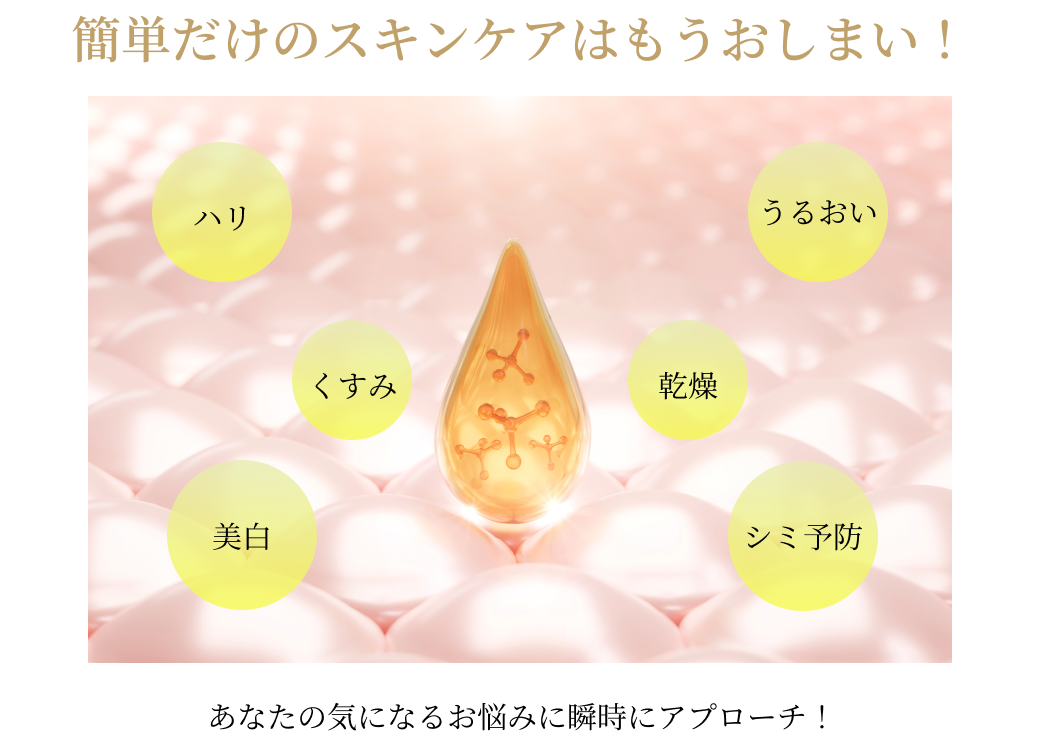 簡単だけのスキンケアはもうおしまい！
ハリ
うるおい
くすみ
乾燥
美白
シミ予防
あなたの気になるお悩みに瞬時にアプローチ！